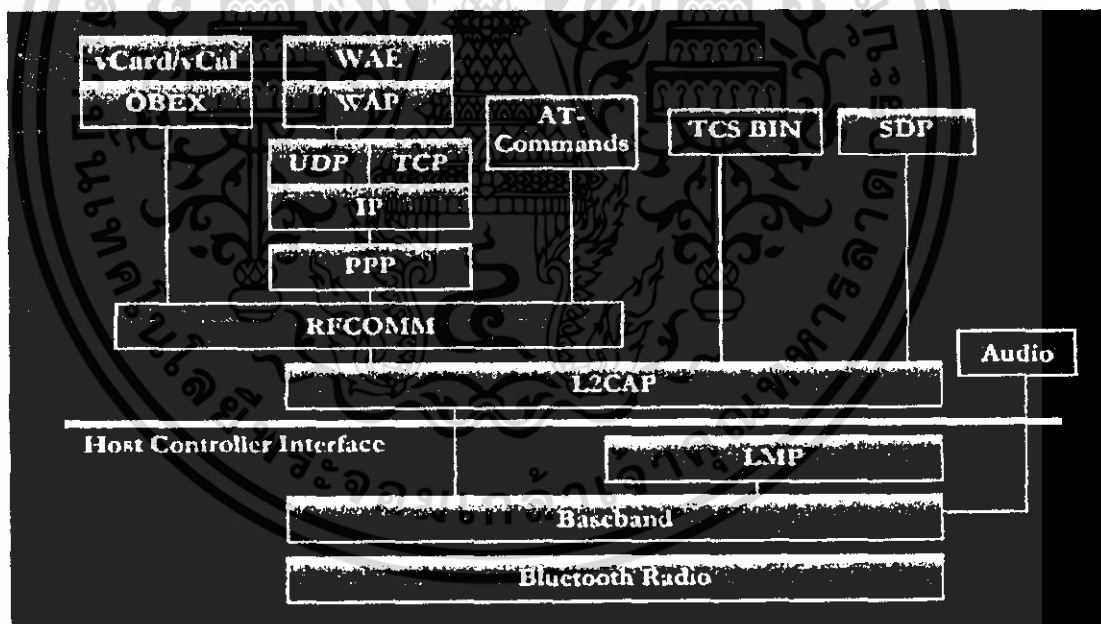 vCard/vCal
WAE
OBEX
WAP
AT-
Commands
TCS BIN
SDP
UDP
TCP
IP
PPP
RFCOMM
Audio
L2CAP
Host Controller Interface
LMP
Baseband
Bluetooth Radio